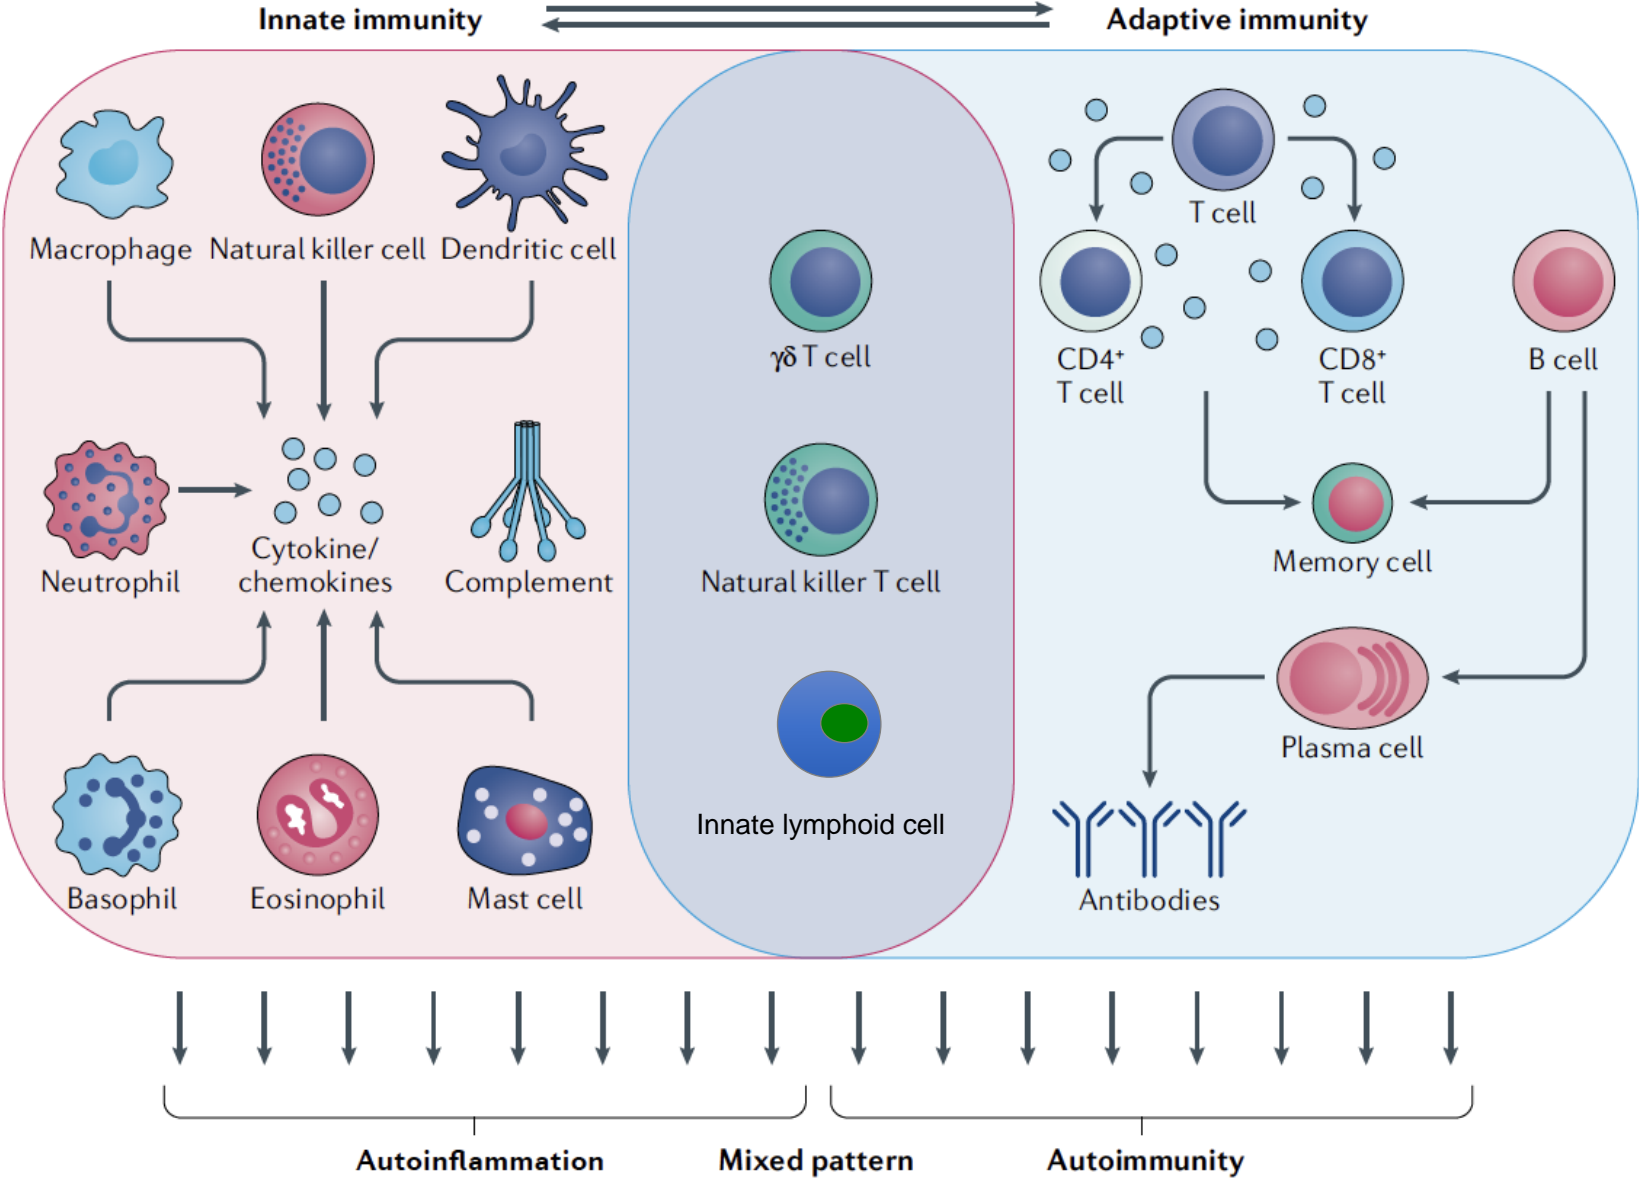 Innate immunity
Adaptive immunity
Macrophage
Natural killer cell
Dendritic cell
T cell
γδ T cell
CD4⁺
T cell
CD8⁺
T cell
B cell
Neutrophil
Cytokine/
chemokines
Complement
Natural killer T cell
Memory cell
Plasma cell
Innate lymphoid cell
Basophil
Eosinophil
Mast cell
Antibodies
Autoinflammation
Mixed pattern
Autoimmunity